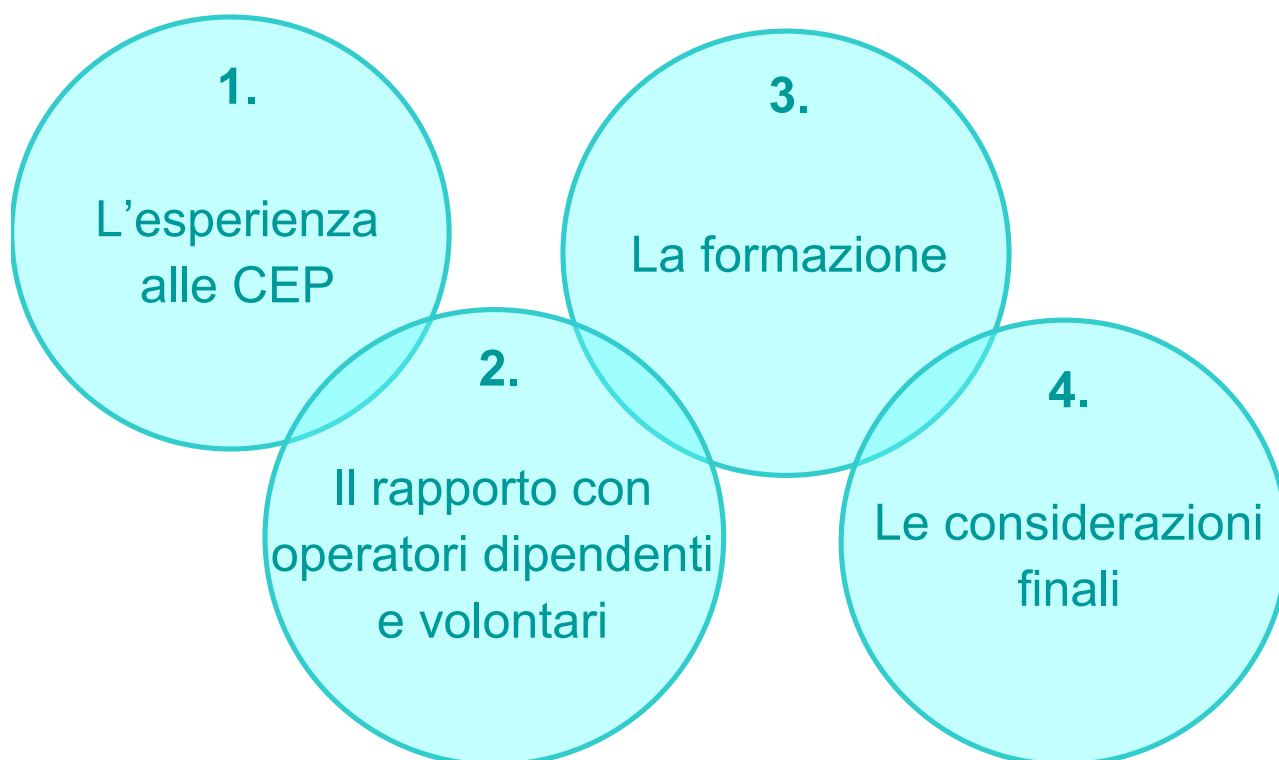 1.
L’esperienza
alle CEP
2.
Il rapporto con
operatori dipendenti
e volontari
3.
La formazione
4.
Le considerazioni
finali